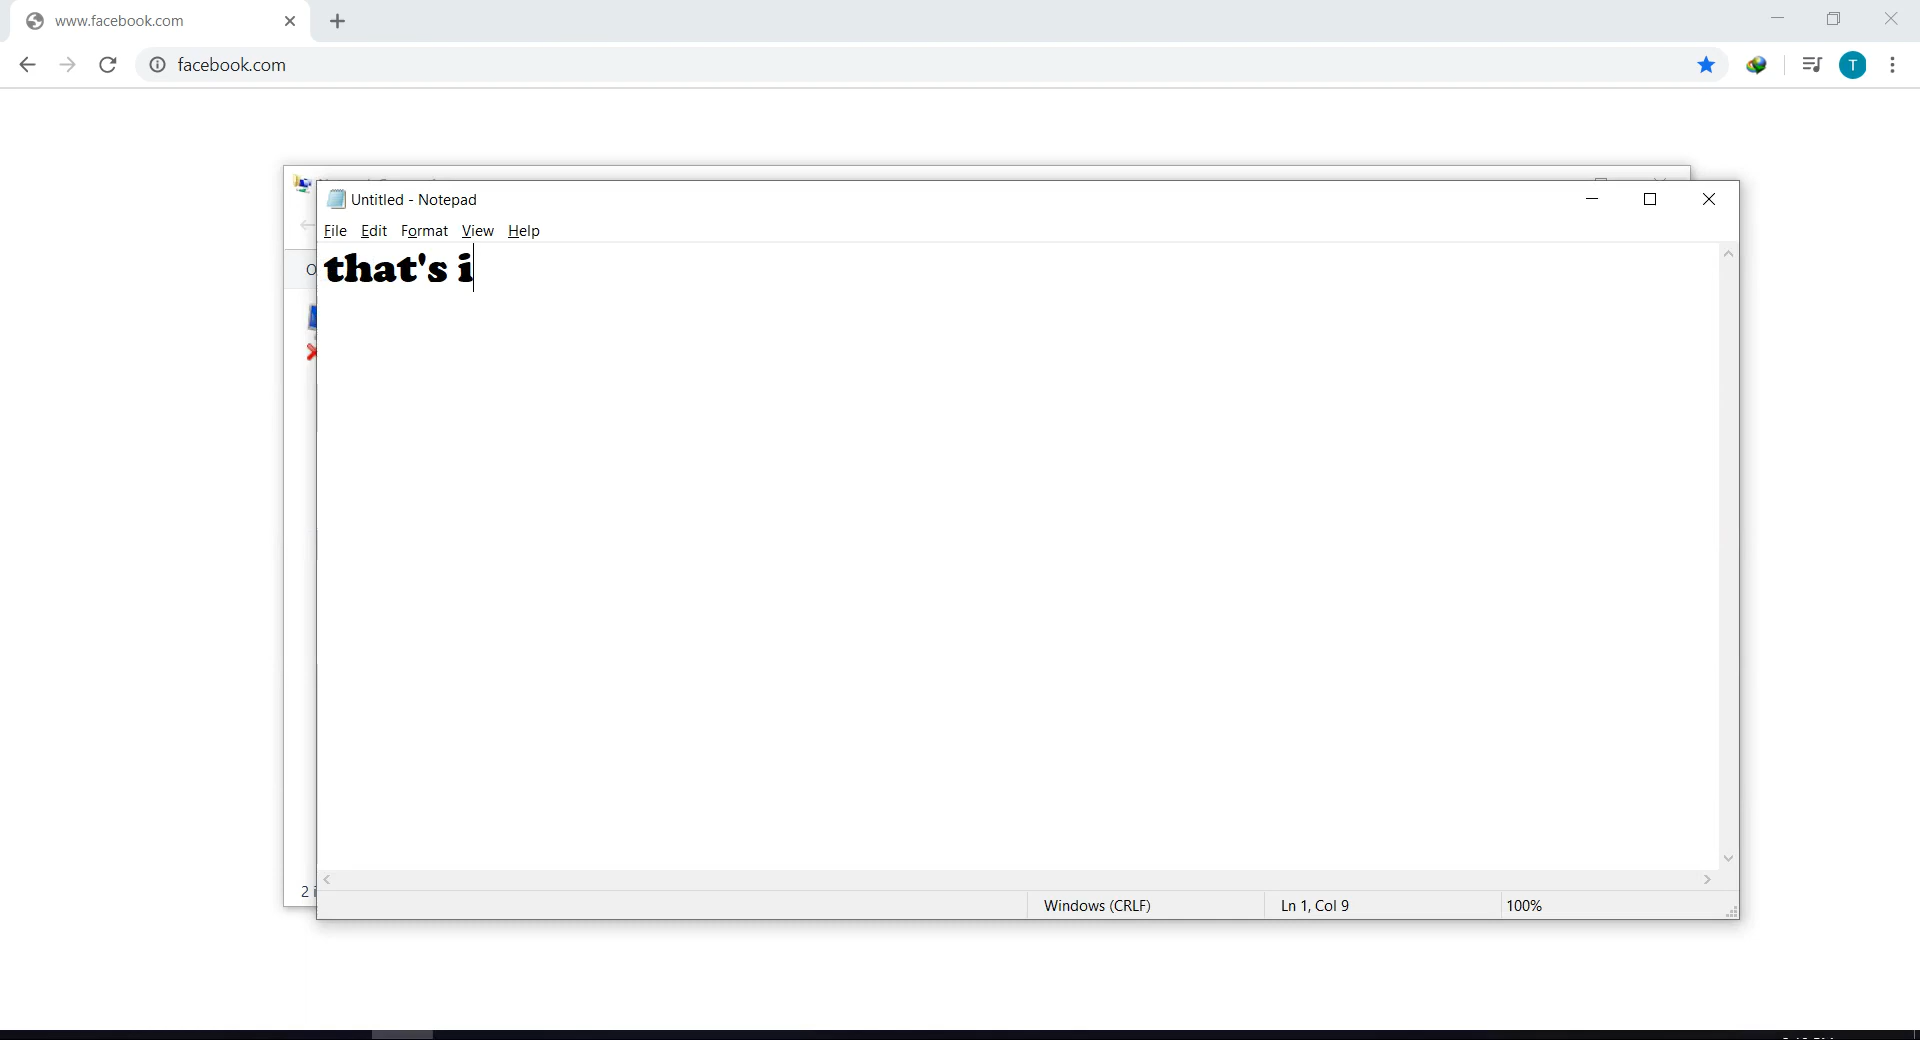 www.facebook.com
facebook.com
T
Untitled - Notepad
File Edit Format View Help
that's i
2 i
Windows (CRLF) Ln 1, Col 9 100%